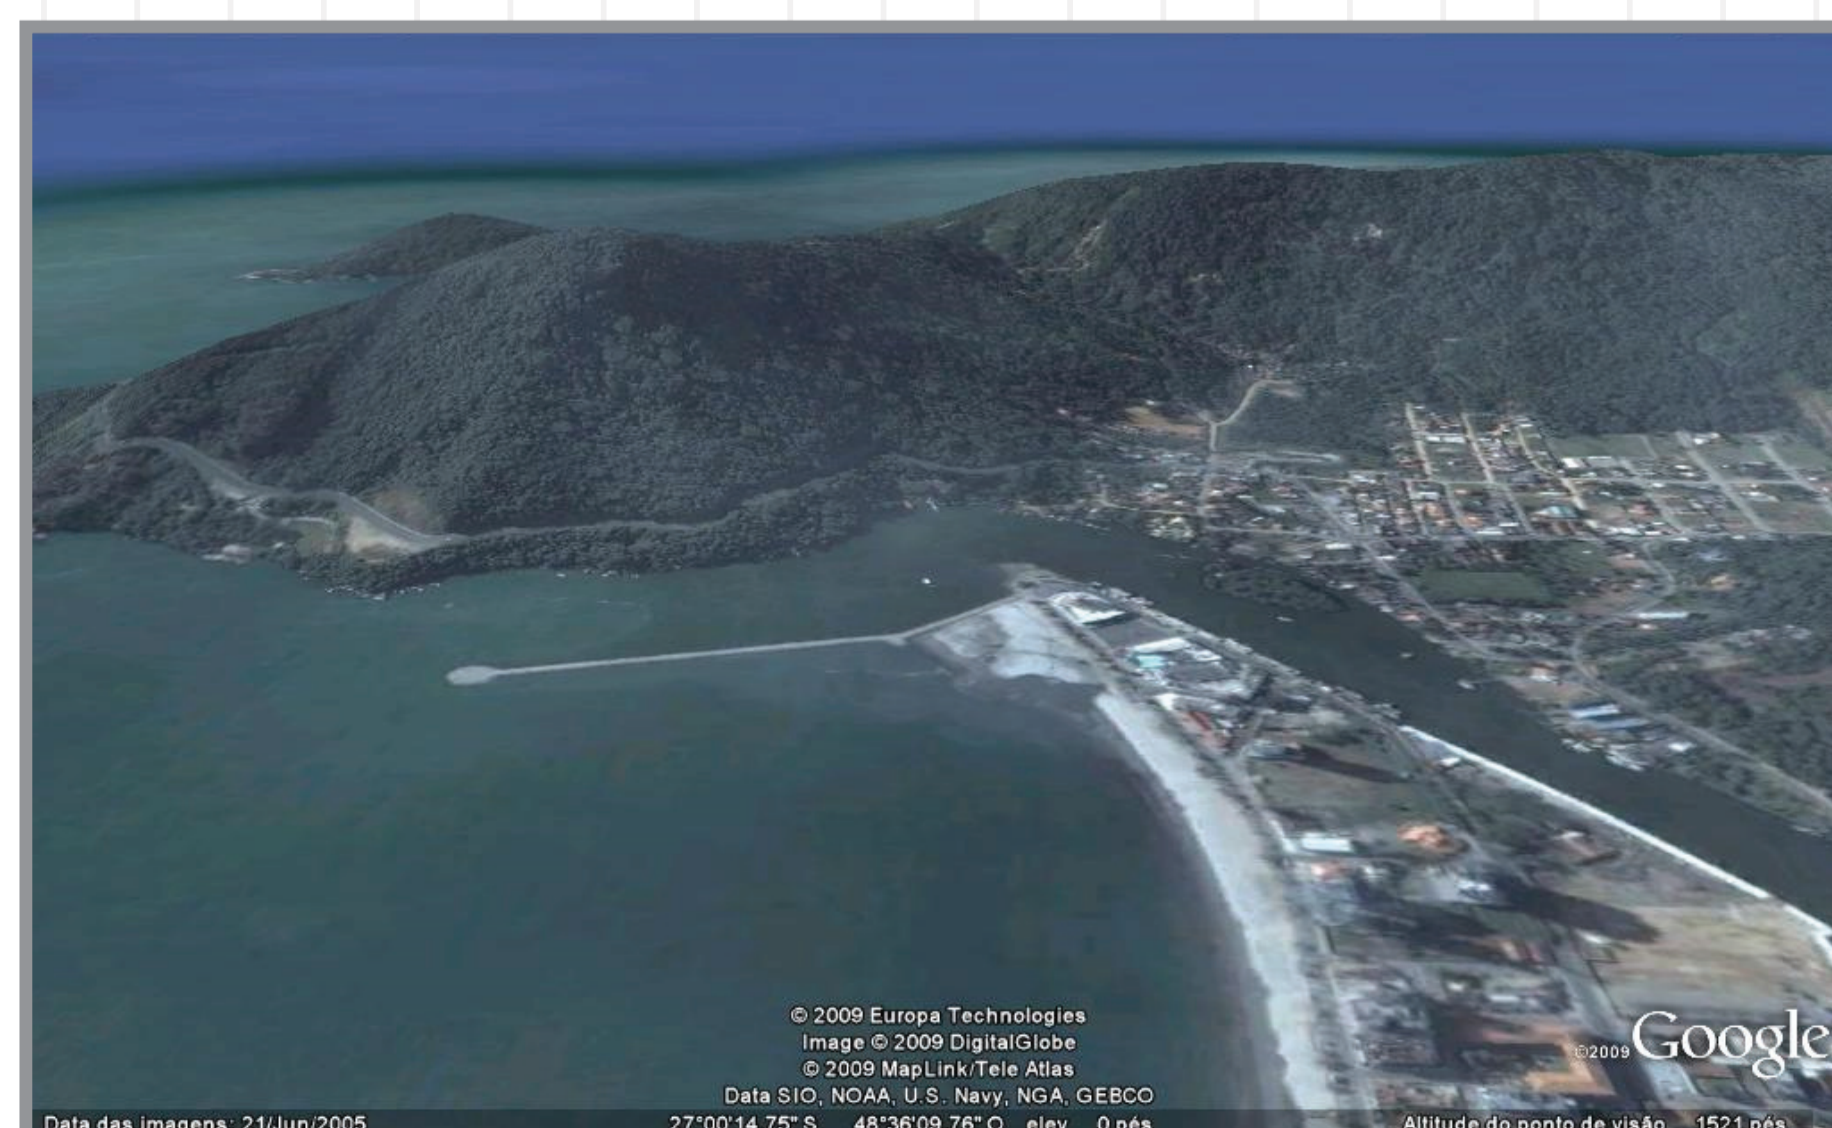 © 2009 Europa Technologies
Image © 2009 DigitalGlobe
© 2009 MapLink/Tele Atlas
Data SIO, NOAA, U.S. Navy, NGA, GEBCO
©2009 Google
Data das imagens: 21/Jun/2005 27°00'14.75" S 48°36'09.76" O elev 0 pés Altitude do ponto de visão 1521 pés